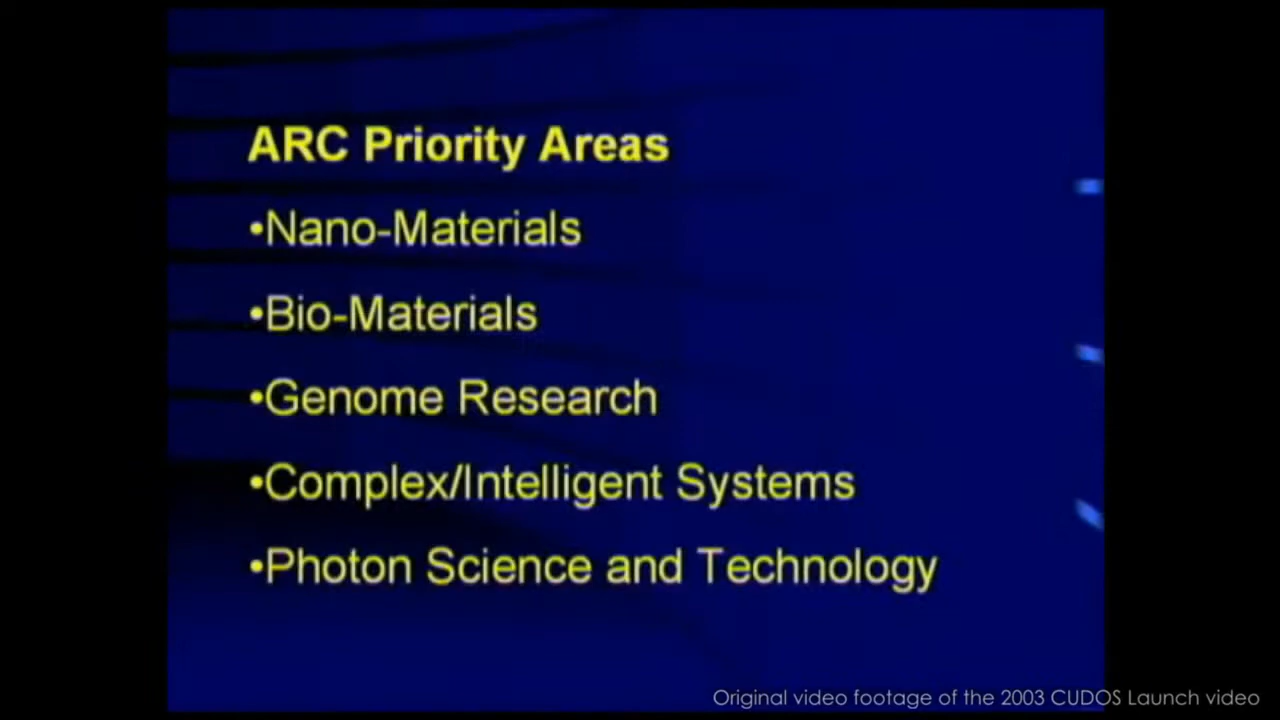 ARC Priority Areas
•Nano-Materials
•Bio-Materials
•Genome Research
•Complex/Intelligent Systems
•Photon Science and Technology
Original video footage of the 2003 CUDOS Launch video